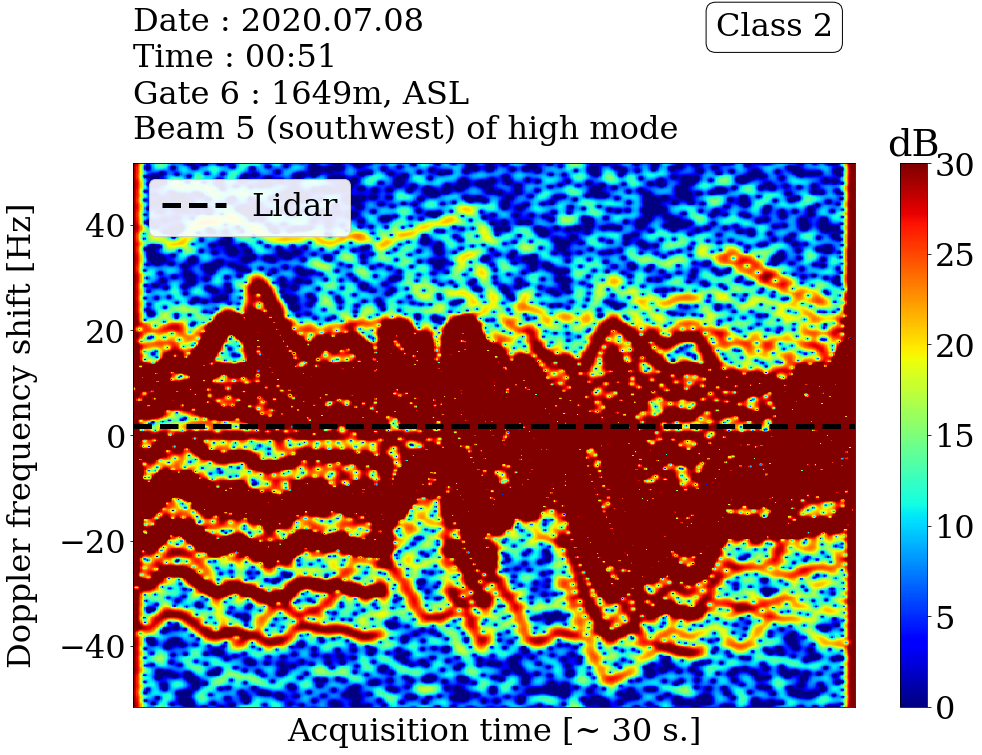 Date : 2020.07.08
Time : 00:51
Gate 6 : 1649m, ASL
Beam 5 (southwest) of high mode
Class 2
dB
Lidar
Doppler frequency shift [Hz]
40
20
0
−20
−40
Acquisition time [~ 30 s.]
30
25
20
15
10
5
0